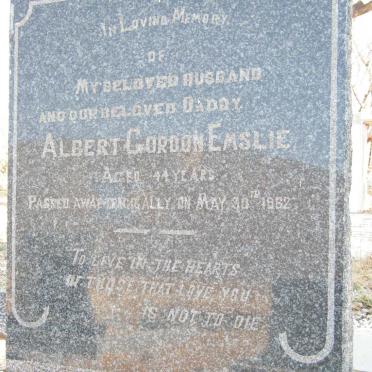 In Loving Memory
OF
My beloved husband
and our beloved Daddy
Albert Gordon Emslie
Aged 44 years
Passed away tragically on May 30th 1962
To live in the hearts
of those that love you
is not to die